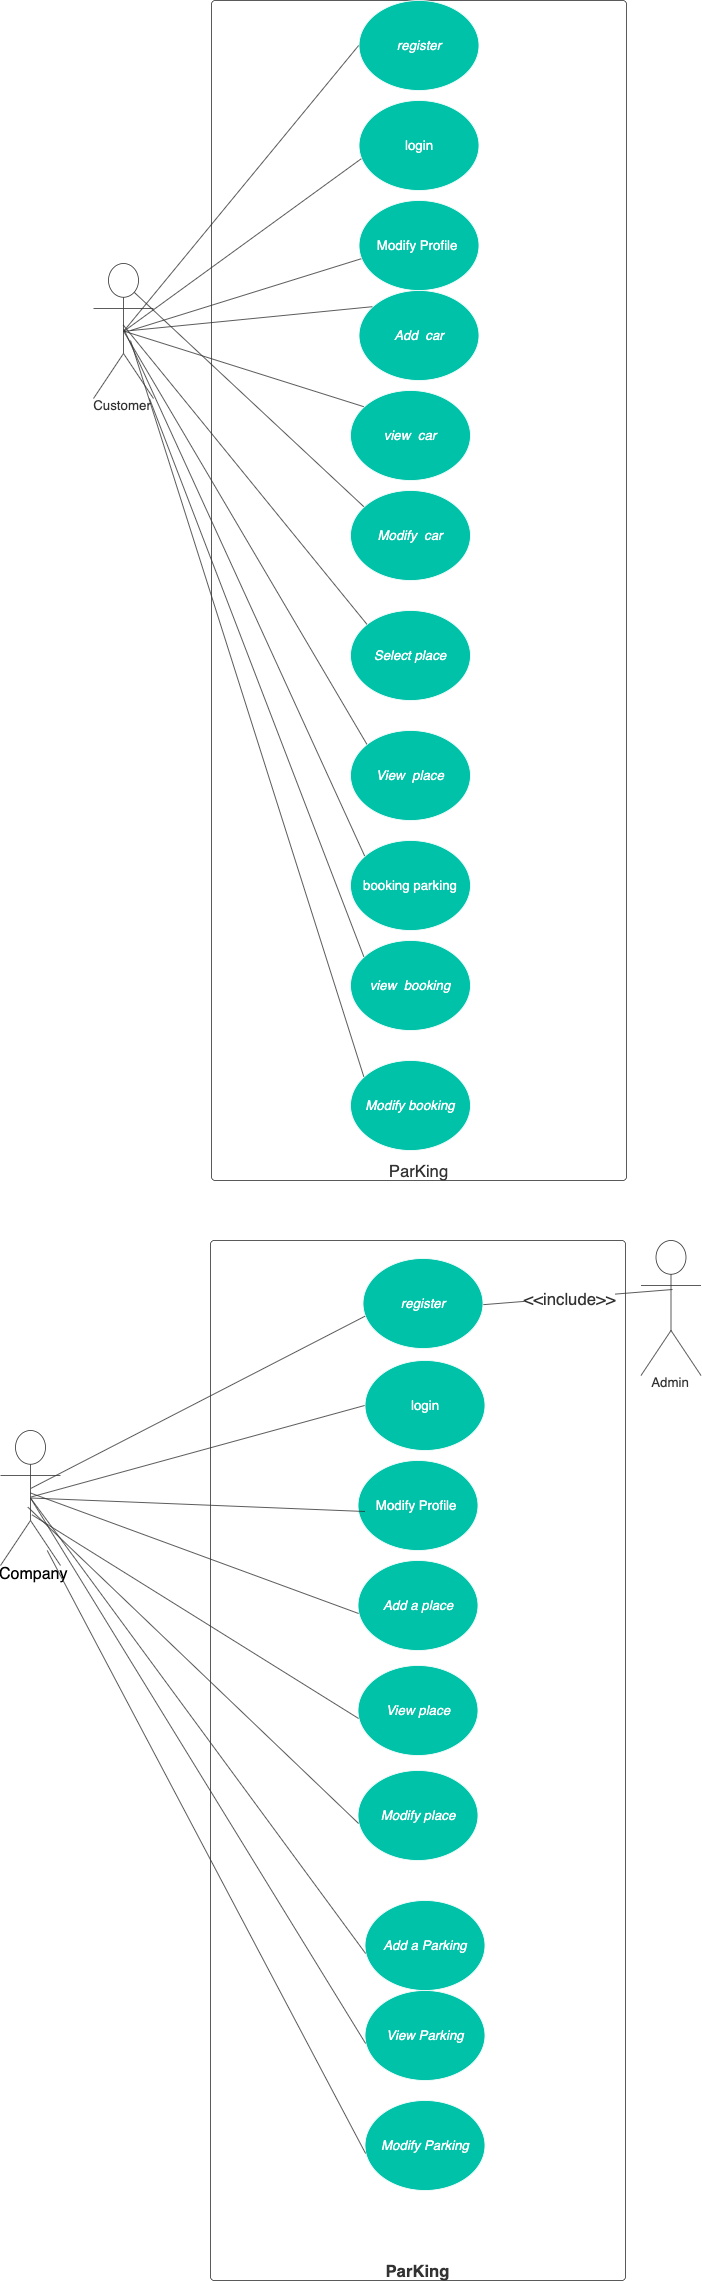 register
login
Modify Profile
Add car
Customer
view car
Modify car
Select place
View place
booking parking
view booking
Modify booking
ParKing
register
<<include>>
Admin
login
Modify Profile
Company
Add a place
View place
Modify place
Add a Parking
View Parking
Modify Parking
ParKing